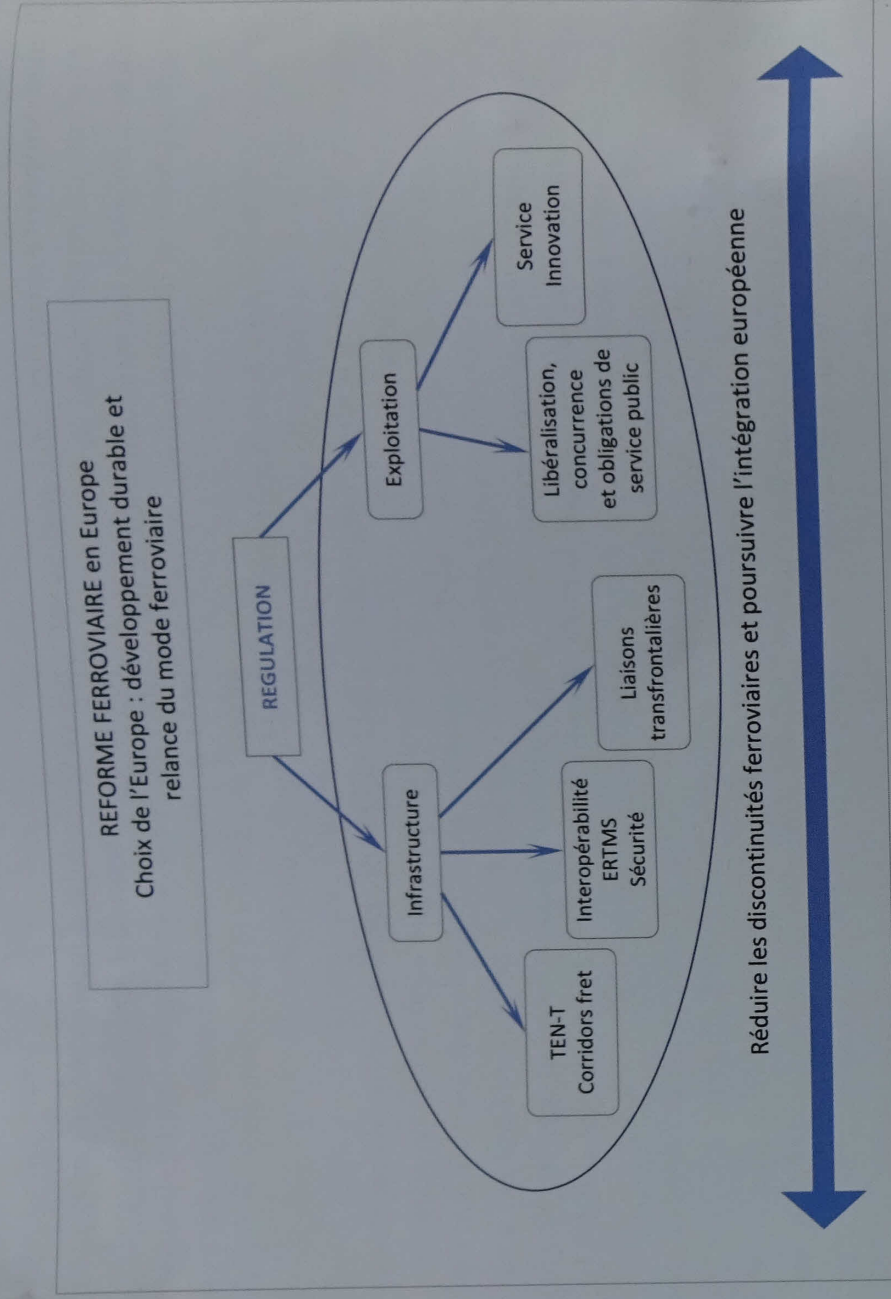 REFORME FERROVIAIRE en Europe
Choix de l'Europe : développement durable et
relance du mode ferroviaire
REGULATION
Infrastructure
Exploitation
TEN-T
Corridors fret
Interopérabilité
ERTMS
Sécurité
Liaisons
transfrontalières
Libéralisation,
concurrence
et obligations de
service public
Service
Innovation
Réduire les discontinuités ferroviaires et poursuivre l'intégration européenne